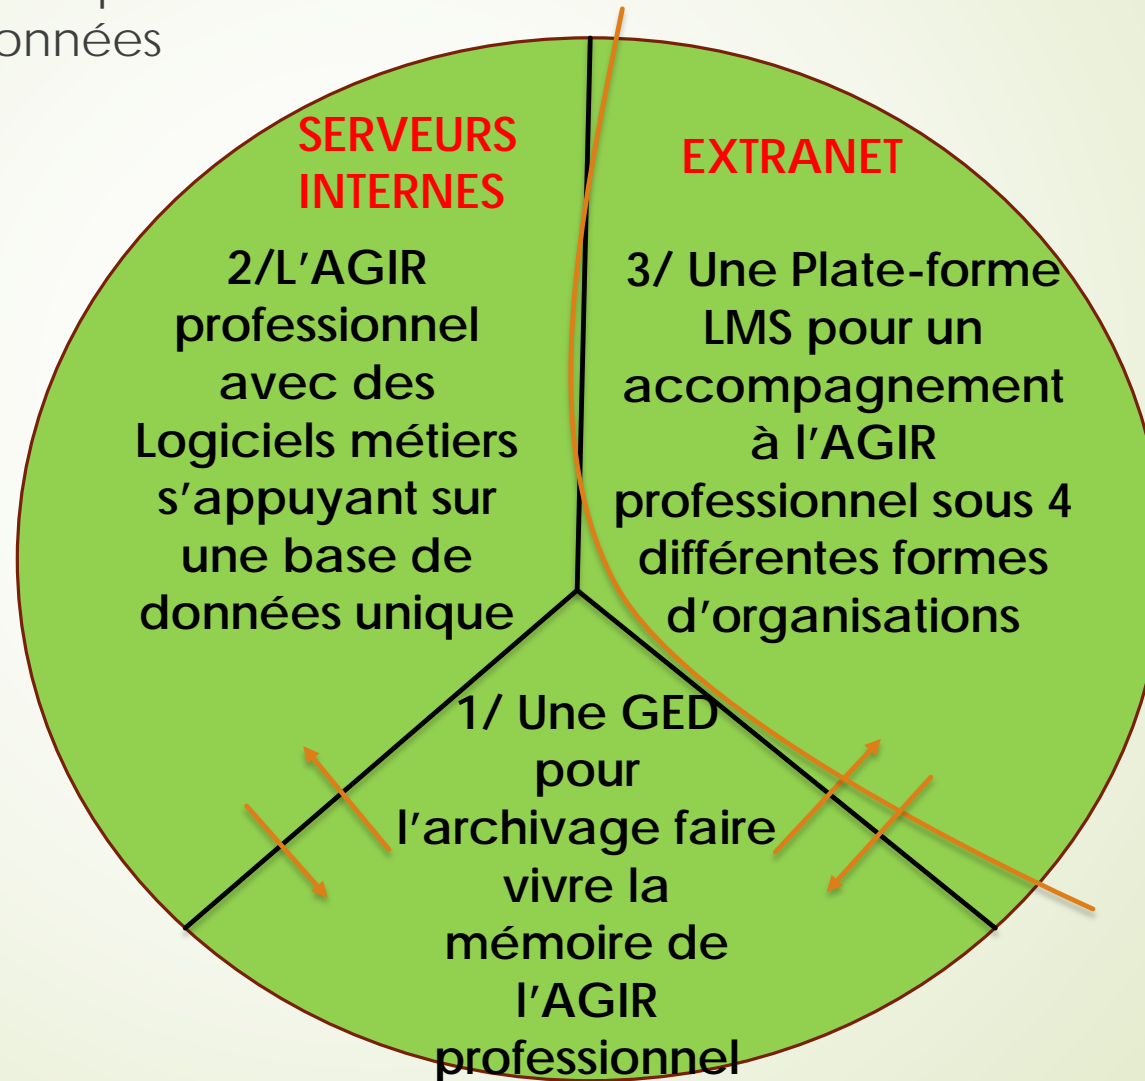 onnées
SERVEURS
INTERNES
2/L’AGIR
professionnel
avec des
Logiciels métiers
s’appuyant sur
une base de
données unique
EXTRANET
3/ Une Plate-forme
LMS pour un
accompagnement
à l’AGIR
professionnel sous 4
différentes formes
d’organisations
1/ Une GED
pour
l’archivage faire
vivre la
mémoire de
l’AGIR
professionnel